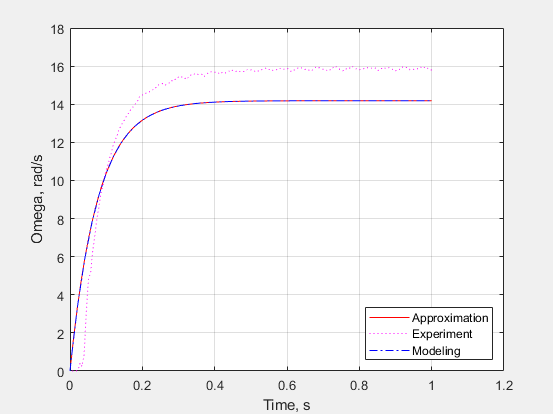 18
16
14
12
10
8
6
4
2
0
Omega, rad/s
0 0.2 0.4 0.6 0.8 1 1.2
Time, s
Approximation
Experiment
Modeling